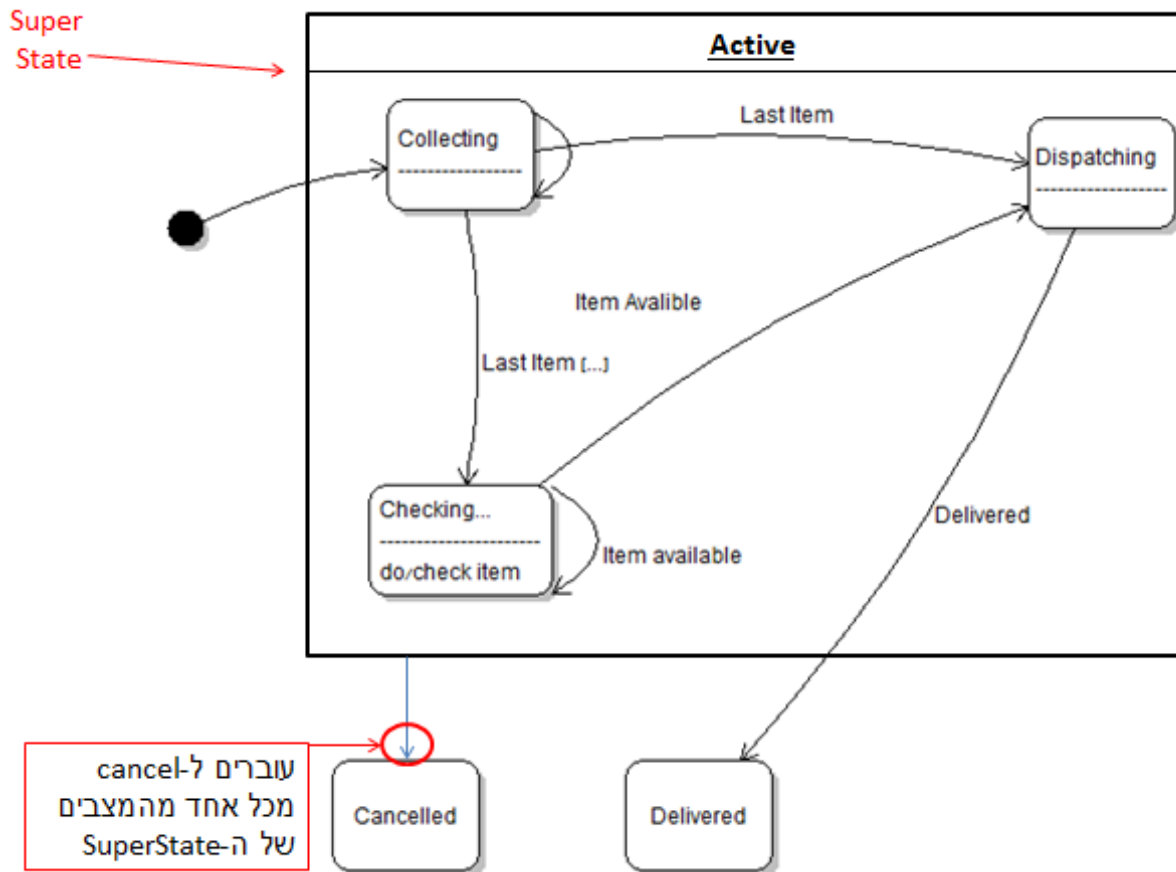 Super
State
Active
Collecting
------------------
Last Item
Dispatching
-------------------
Item Avalible
Last Item [...]
Checking...
-----------------------
do/check item
Item available
Delivered
עוברים ל-cancel
מכל אחד מהמצבים
של ה-SuperState
Cancelled
Delivered